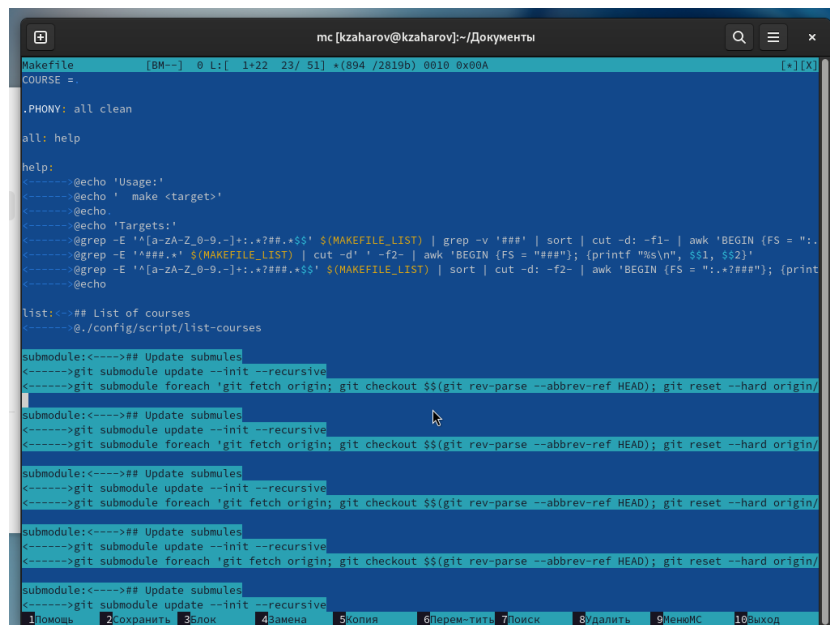 mc [kzaharov@kzaharov]:~/Документы
Makefile [BM--] 0 L:[ 1+22 23/ 51] *(894 /2819b) 0010 0x00A [*][X]
COURSE =.
.PHONY: all clean
all: help
help:
<------>@echo 'Usage:'
<------>@echo ' make <target>'
<------>@echo.
<------>@echo 'Targets:'
<------>@grep -E '^[a-zA-Z_0-9.-]+:.*?##.*$$' $(MAKEFILE_LIST) | grep -v '###' | sort | cut -d: -f1- | awk 'BEGIN {FS = ":.
<------>@grep -E '^###.*' $(MAKEFILE_LIST) | cut -d' ' -f2- | awk 'BEGIN {FS = "###"}; {printf "%s\n", $$1, $$2}'
<------>@grep -E '^[a-zA-Z_0-9.-]+:.*?###.*$$' $(MAKEFILE_LIST) | sort | cut -d: -f2- | awk 'BEGIN {FS = ":.*?###"}; {print
<------>@echo
list:<->## List of courses
<------>@./config/script/list-courses
submodule:<---->## Update submules
<------>git submodule update --init --recursive
<------>git submodule foreach 'git fetch origin; git checkout $$(git rev-parse --abbrev-ref HEAD); git reset --hard origin/
submodule:<---->## Update submules
<------>git submodule update --init --recursive
<------>git submodule foreach 'git fetch origin; git checkout $$(git rev-parse --abbrev-ref HEAD); git reset --hard origin/
submodule:<---->## Update submules
<------>git submodule update --init --recursive
<------>git submodule foreach 'git fetch origin; git checkout $$(git rev-parse --abbrev-ref HEAD); git reset --hard origin/
submodule:<---->## Update submules
<------>git submodule update --init --recursive
<------>git submodule foreach 'git fetch origin; git checkout $$(git rev-parse --abbrev-ref HEAD); git reset --hard origin/
submodule:<---->## Update submules
<------>git submodule update --init --recursive
1Помощь 2Сохранить 3Блок 4Замена 5Копия 6Перем~тить 7Поиск 8Удалить 9МенюMC 10Выход